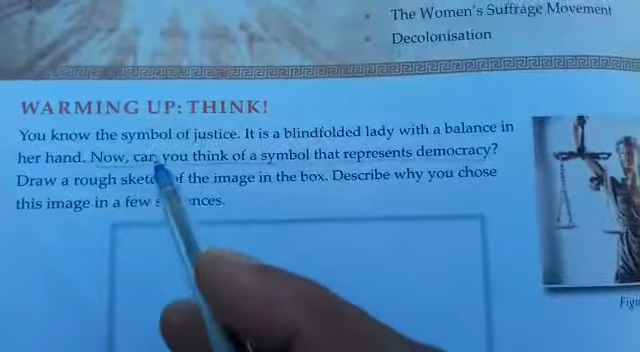 The Women's Suffrage Movement
Decolonisation
WARMING UP: THINK!
You know the symbol of justice. It is a blindfolded lady with a balance in
her hand. Now, can you think of a symbol that represents democracy?
Draw a rough of the image in the box. Describe why you chose
this image in a few